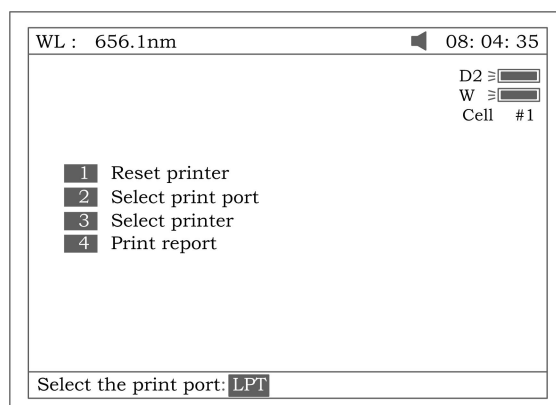 WL : 656.1nm 08: 04: 35
D2
W
Cell #1
1 Reset printer
2 Select print port
3 Select printer
4 Print report
Select the print port: LPT